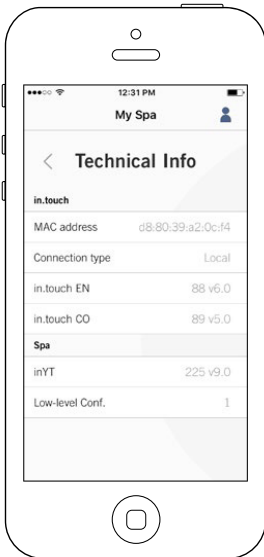 12:31 PM
My Spa
Technical Info
in.touch
MAC address d8:80:39:a2:0c:f4
Connection type Local
in.touch EN 88 v6.0
in.touch CO 89 v5.0
Spa
inYT 225 v9.0
Low-level Conf. 1